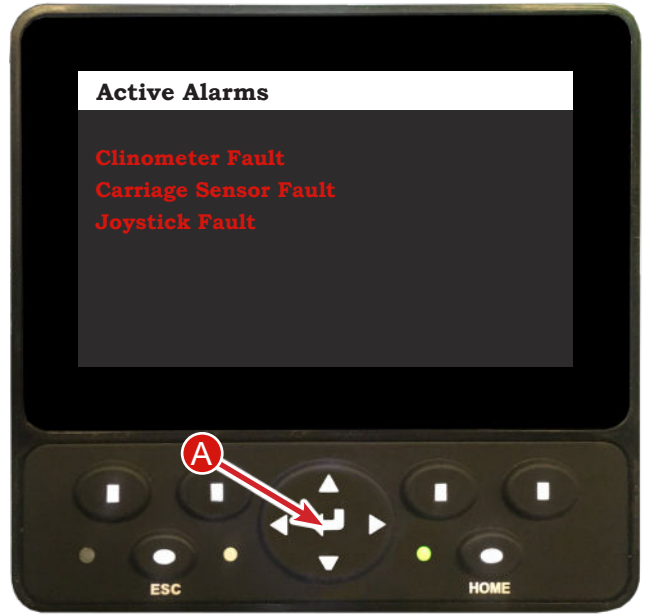 Active Alarms
Clinometer Fault
Carriage Sensor Fault
Joystick Fault
A
ESC
HOME